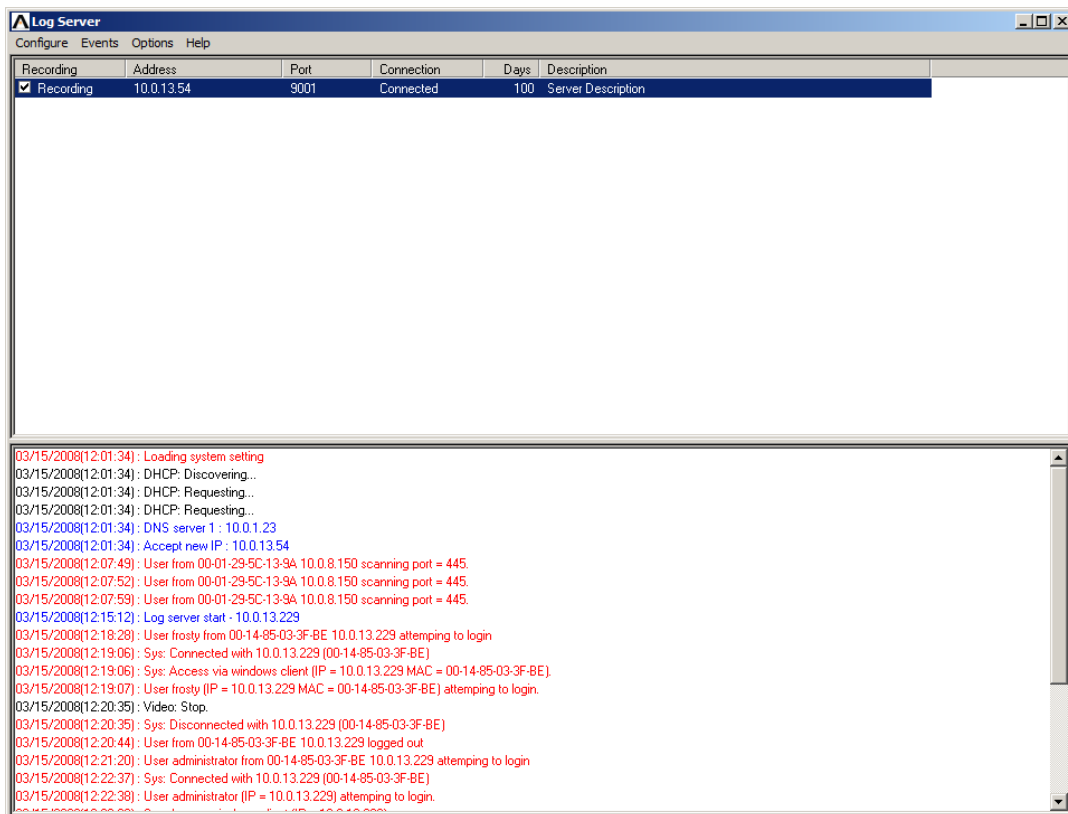 Log Server
Configure Events Options Help
Recording Address Port Connection Days Description
Recording 10.0.13.54 9001 Connected 100 Server Description
03/15/2008(12:01:34) : Loading system setting
03/15/2008(12:01:34) : DHCP: Discovering...
03/15/2008(12:01:34) : DHCP: Requesting...
03/15/2008(12:01:34) : DHCP: Requesting...
03/15/2008(12:01:34) : DNS server 1 : 10.0.1.23
03/15/2008(12:01:34) : Accept new IP : 10.0.13.54
03/15/2008(12:07:49) : User from 00-01-29-5C-13-9A 10.0.8.150 scanning port = 445.
03/15/2008(12:07:52) : User from 00-01-29-5C-13-9A 10.0.8.150 scanning port = 445.
03/15/2008(12:07:59) : User from 00-01-29-5C-13-9A 10.0.8.150 scanning port = 445.
03/15/2008(12:15:12) : Log server start - 10.0.13.229
03/15/2008(12:18:28) : User frosty from 00-14-85-03-3F-BE 10.0.13.229 attemping to login
03/15/2008(12:19:06) : Sys: Connected with 10.0.13.229 (00-14-85-03-3F-BE)
03/15/2008(12:19:06) : Sys: Access via windows client (IP = 10.0.13.229 MAC = 00-14-85-03-3F-BE).
03/15/2008(12:19:07) : User frosty (IP = 10.0.13.229 MAC = 00-14-85-03-3F-BE) attemping to login.
03/15/2008(12:20:35) : Video: Stop.
03/15/2008(12:20:35) : Sys: Disconnected with 10.0.13.229 (00-14-85-03-3F-BE)
03/15/2008(12:20:44) : User from 00-14-85-03-3F-BE 10.0.13.229 logged out
03/15/2008(12:21:20) : User administrator from 00-14-85-03-3F-BE 10.0.13.229 attemping to login
03/15/2008(12:22:37) : Sys: Connected with 10.0.13.229 (00-14-85-03-3F-BE)
03/15/2008(12:22:38) : User administrator (IP = 10.0.13.229) attemping to login.